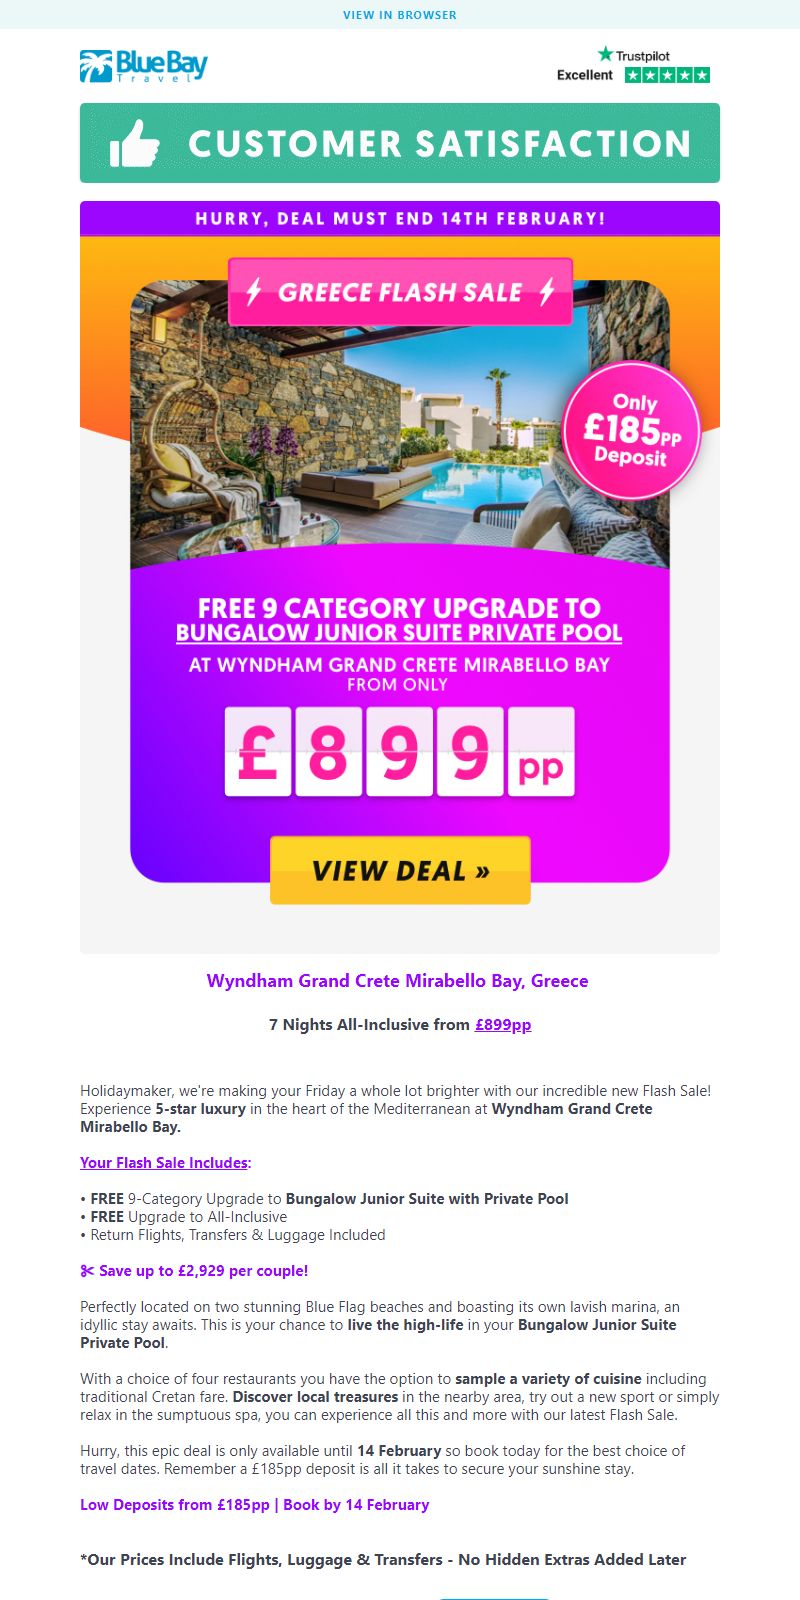 VIEW IN BROWSER
Blue Bay
Travel
Trustpilot
Excellent
CUSTOMER SATISFACTION
HURRY, DEAL MUST END 14TH FEBRUARY!
GREECE FLASH SALE
Only
£185PP
Deposit
FREE 9 CATEGORY UPGRADE TO
BUNGALOW JUNIOR SUITE PRIVATE POOL
AT WYNDHAM GRAND CRETE MIRABELLO BAY
FROM ONLY
£899pp
VIEW DEAL »
Wyndham Grand Crete Mirabello Bay, Greece
7 Nights All-Inclusive from £899pp
Holidaymaker, we're making your Friday a whole lot brighter with our incredible new Flash Sale!
Experience 5-star luxury in the heart of the Mediterranean at Wyndham Grand Crete
Mirabello Bay.
Your Flash Sale Includes:
• FREE 9-Category Upgrade to Bungalow Junior Suite with Private Pool
• FREE Upgrade to All-Inclusive
• Return Flights, Transfers & Luggage Included
✂ Save up to £2,929 per couple!
Perfectly located on two stunning Blue Flag beaches and boasting its own lavish marina, an
idyllic stay awaits. This is your chance to live the high-life in your Bungalow Junior Suite
Private Pool.
With a choice of four restaurants you have the option to sample a variety of cuisine including
traditional Cretan fare. Discover local treasures in the nearby area, try out a new sport or simply
relax in the sumptuous spa, you can experience all this and more with our latest Flash Sale.
Hurry, this epic deal is only available until 14 February so book today for the best choice of
travel dates. Remember a £185pp deposit is all it takes to secure your sunshine stay.
Low Deposits from £185pp | Book by 14 February
*Our Prices Include Flights, Luggage & Transfers - No Hidden Extras Added Later